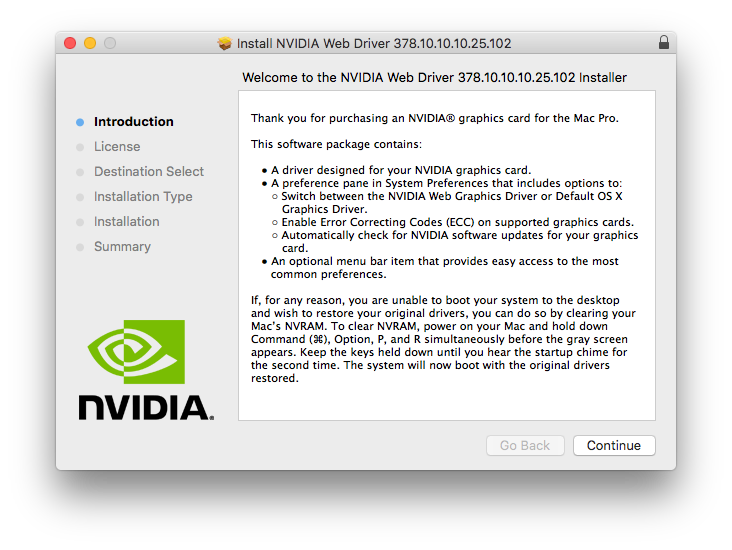 Install NVIDIA Web Driver 378.10.10.10.25.102
Welcome to the NVIDIA Web Driver 378.10.10.10.25.102 Installer
Introduction
License
Destination Select
Installation Type
Installation
Summary
Thank you for purchasing an NVIDIA® graphics card for the Mac Pro.
This software package contains:
● A driver designed for your NVIDIA graphics card.
● A preference pane in System Preferences that includes options to:
○ Switch between the NVIDIA Web Graphics Driver or Default OS X
Graphics Driver.
○ Enable Error Correcting Codes (ECC) on supported graphics cards.
○ Automatically check for NVIDIA software updates for your graphics
card.
● An optional menu bar item that provides easy access to the most
common preferences.
If, for any reason, you are unable to boot your system to the desktop
and wish to restore your original drivers, you can do so by clearing your
Mac's NVRAM. To clear NVRAM, power on your Mac and hold down
Command (⌘), Option, P, and R simultaneously before the gray screen
appears. Keep the keys held down until you hear the startup chime for
the second time. The system will now boot with the original drivers
restored.
NVIDIA.
Go Back
Continue